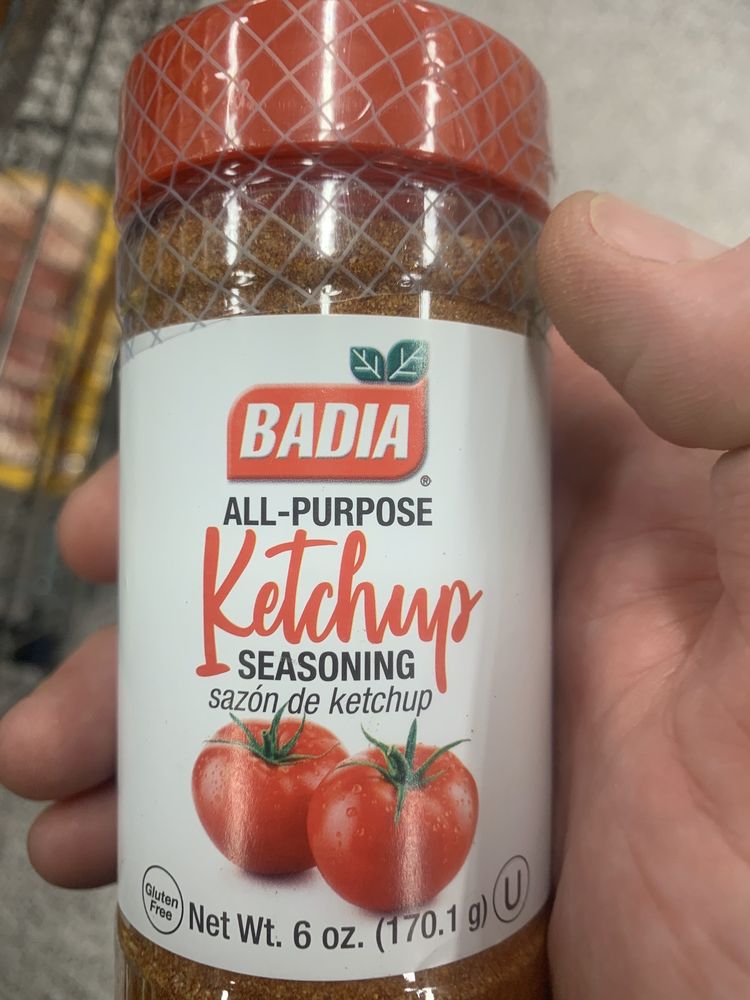 BADIA
®
ALL-PURPOSE
Ketchup
SEASONING
sazón de ketchup
Gluten
Free
Net Wt. 6 oz. (170.1 g)
U